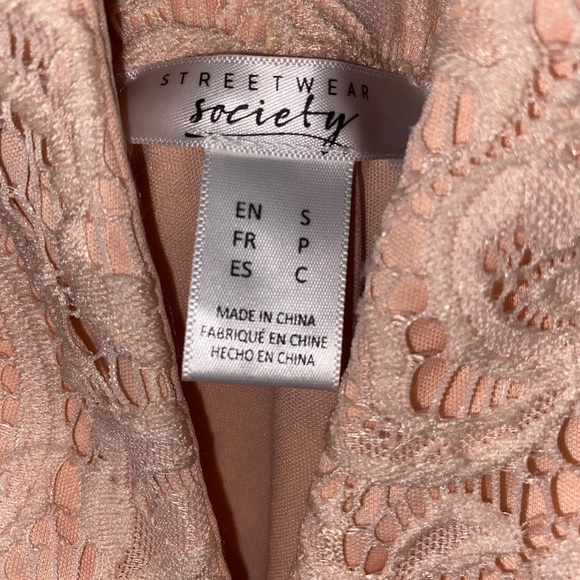 STREETWEAR
society
EN S
FR P
ES C
MADE IN CHINA
FABRIQUÉ EN CHINE
HECHO EN CHINA